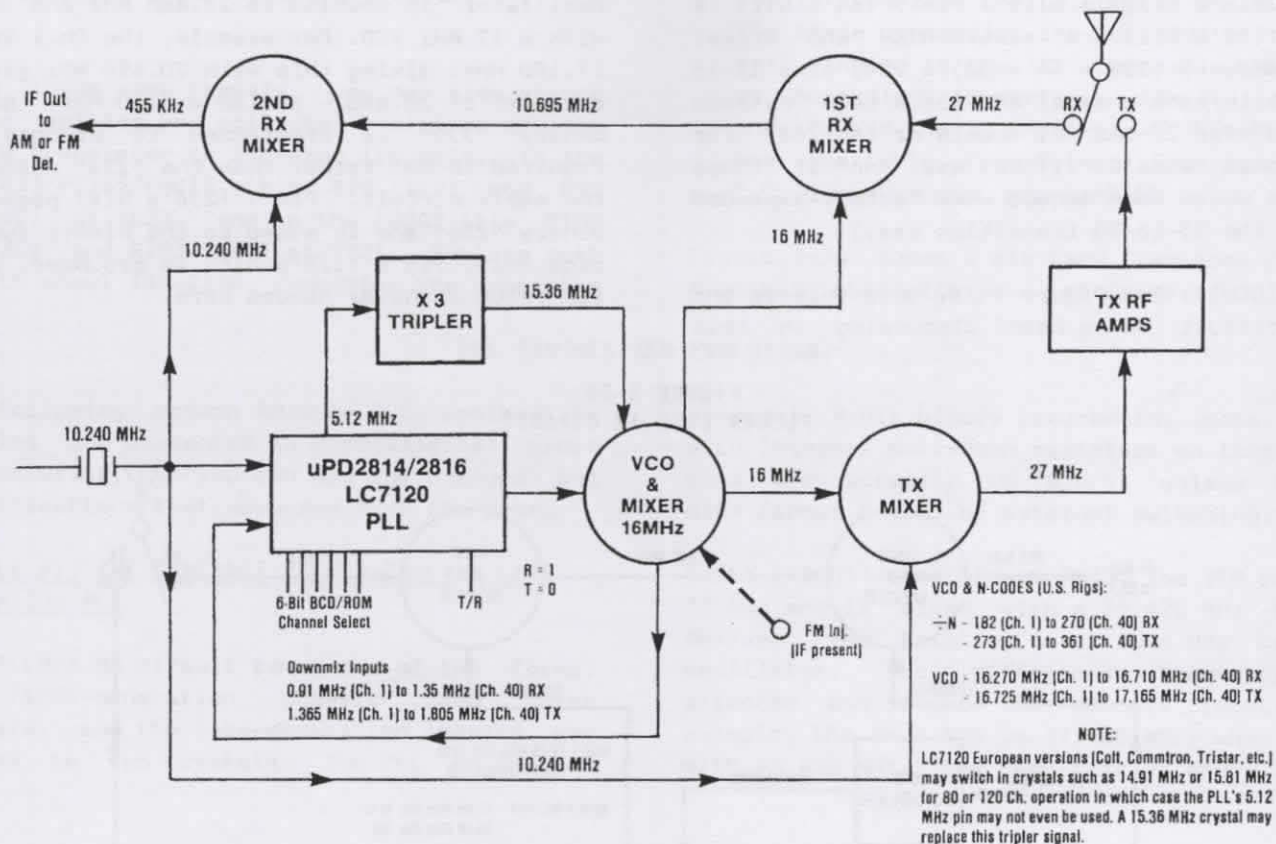 IF Out
to
AM or FM
Det.
455 KHz
2ND
RX
MIXER
10.695 MHz
1ST
RX
MIXER
27 MHz
RX
TX
10.240 MHz
16 MHz
X 3
TRIPLER
15.36 MHz
TX RF
AMPS
5.12 MHz
10.240 MHz
uPD2814/2816
LC7120
PLL
VCO
&
MIXER
16MHz
16 MHz
TX
MIXER
27 MHz
6-Bit BCD/ROM
Channel Select
T/R
R = 1
T = 0
FM Inj.
(IF present)
VCO & N-CODES (U.S. Rigs):
÷N - 182 (Ch. 1) to 270 (Ch. 40) RX
- 273 (Ch. 1) to 361 (Ch. 40) TX
VCO - 16.270 MHz (Ch. 1) to 16.710 MHz (Ch. 40) RX
- 16.725 MHz (Ch. 1) to 17.165 MHz (Ch. 40) TX
Downmix Inputs
0.91 MHz (Ch. 1) to 1.35 MHz (Ch. 40) RX
1.365 MHz (Ch. 1) to 1.805 MHz (Ch. 40) TX
10.240 MHz
NOTE:
LC7120 European versions (Colt, Commtron, Tristar, etc.)
may switch in crystals such as 14.91 MHz or 15.81 MHz
for 80 or 120 Ch. operation in which case the PLL's 5.12
MHz pin may not even be used. A 15.36 MHz crystal may
replace this tripler signal.